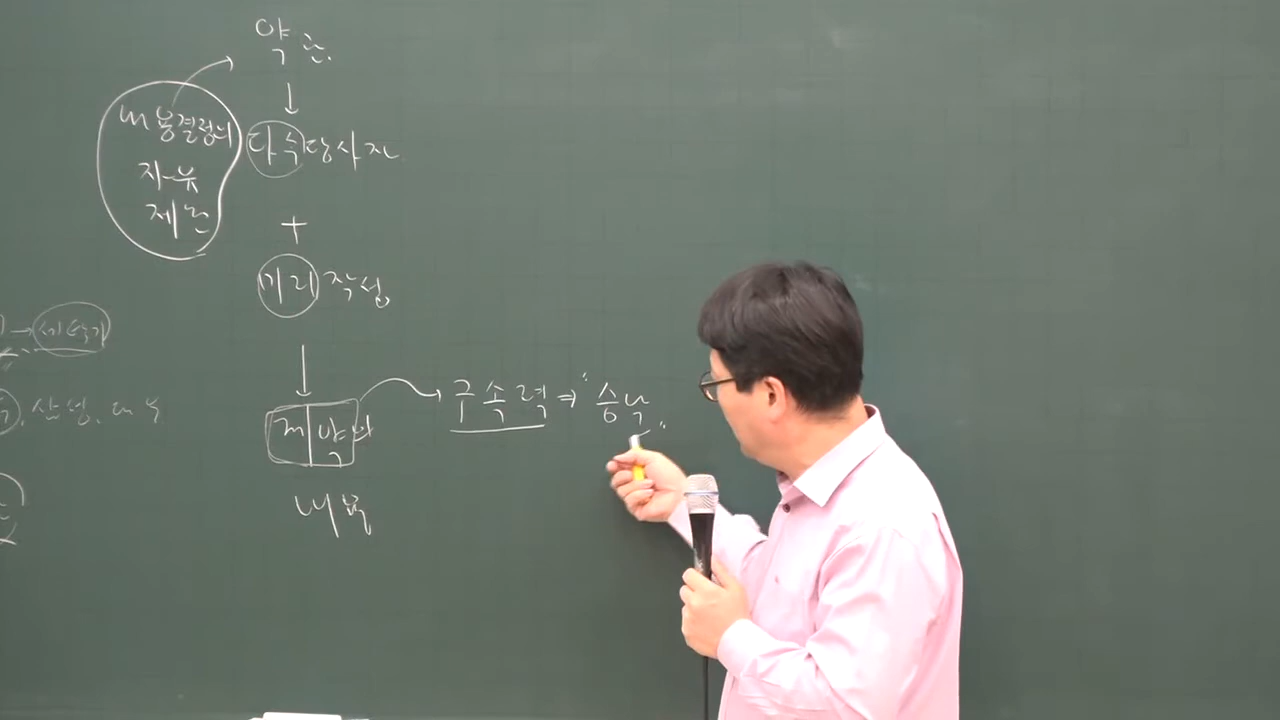 약관
↓
내용결정의
자유
제한
다수당사자
+
미리 작성
↓
계약의
내용
구속력 ⇒ "승낙"